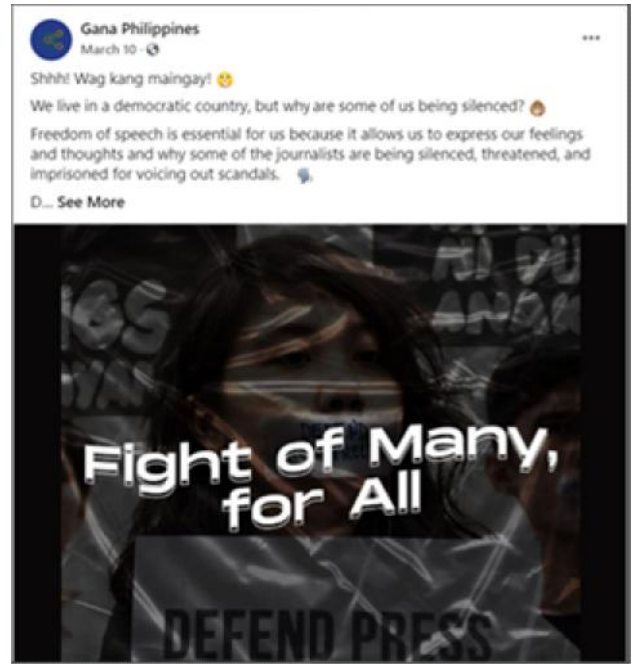 Gana Philippines
March 10
Shhh! Wag kang maingay!
We live in a democratic country, but why are some of us being silenced?
Freedom of speech is essential for us because it allows us to express our feelings
and thoughts and why some of the journalists are being silenced, threatened, and
imprisoned for voicing out scandals.
D... See More
NI DU
ANAK
Fight of Many,
for All
DEFEND PRESS